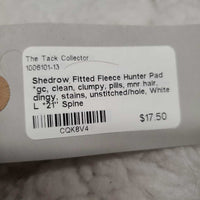 The Tack Collector
1006101-13
Shedrow Fitted Fleece Hunter Pad
*gc, clean, clumpy, pills, mnr hair,
dingy, stains, unstitched/hole, White
L *21" Spine
$17.50
CQK8V4